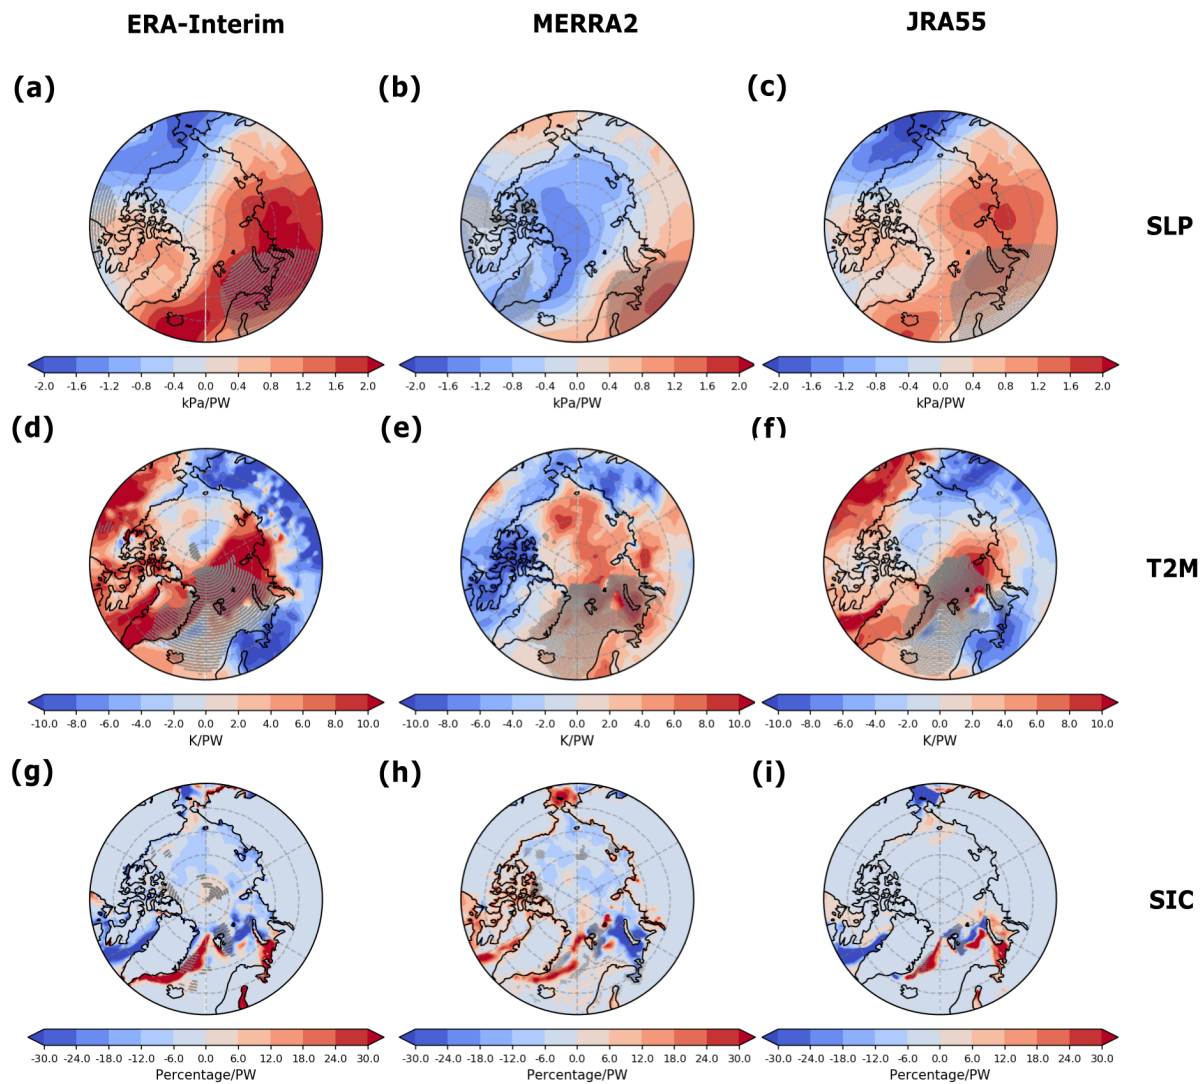 ERA-Interim MERRA2 JRA55
(a) (b) (c)
SLP
-2.0 -1.6 -1.2 -0.8 -0.4 0.0 0.4 0.8 1.2 1.6 2.0 -2.0 -1.6 -1.2 -0.8 -0.4 0.0 0.4 0.8 1.2 1.6 2.0 -2.0 -1.6 -1.2 -0.8 -0.4 0.0 0.4 0.8 1.2 1.6 2.0
kPa/PW kPa/PW kPa/PW
(d) (e) (f)
T2M
-10.0 -8.0 -6.0 -4.0 -2.0 0.0 2.0 4.0 6.0 8.0 10.0 -10.0 -8.0 -6.0 -4.0 -2.0 0.0 2.0 4.0 6.0 8.0 10.0 -10.0 -8.0 -6.0 -4.0 -2.0 0.0 2.0 4.0 6.0 8.0 10.0
K/PW K/PW K/PW
(g) (h) (i)
SIC
-30.0 -24.0 -18.0 -12.0 -6.0 0.0 6.0 12.0 18.0 24.0 30.0 -30.0 -24.0 -18.0 -12.0 -6.0 0.0 6.0 12.0 18.0 24.0 30.0 -30.0 -24.0 -18.0 -12.0 -6.0 0.0 6.0 12.0 18.0 24.0 30.0
Percentage/PW Percentage/PW Percentage/PW